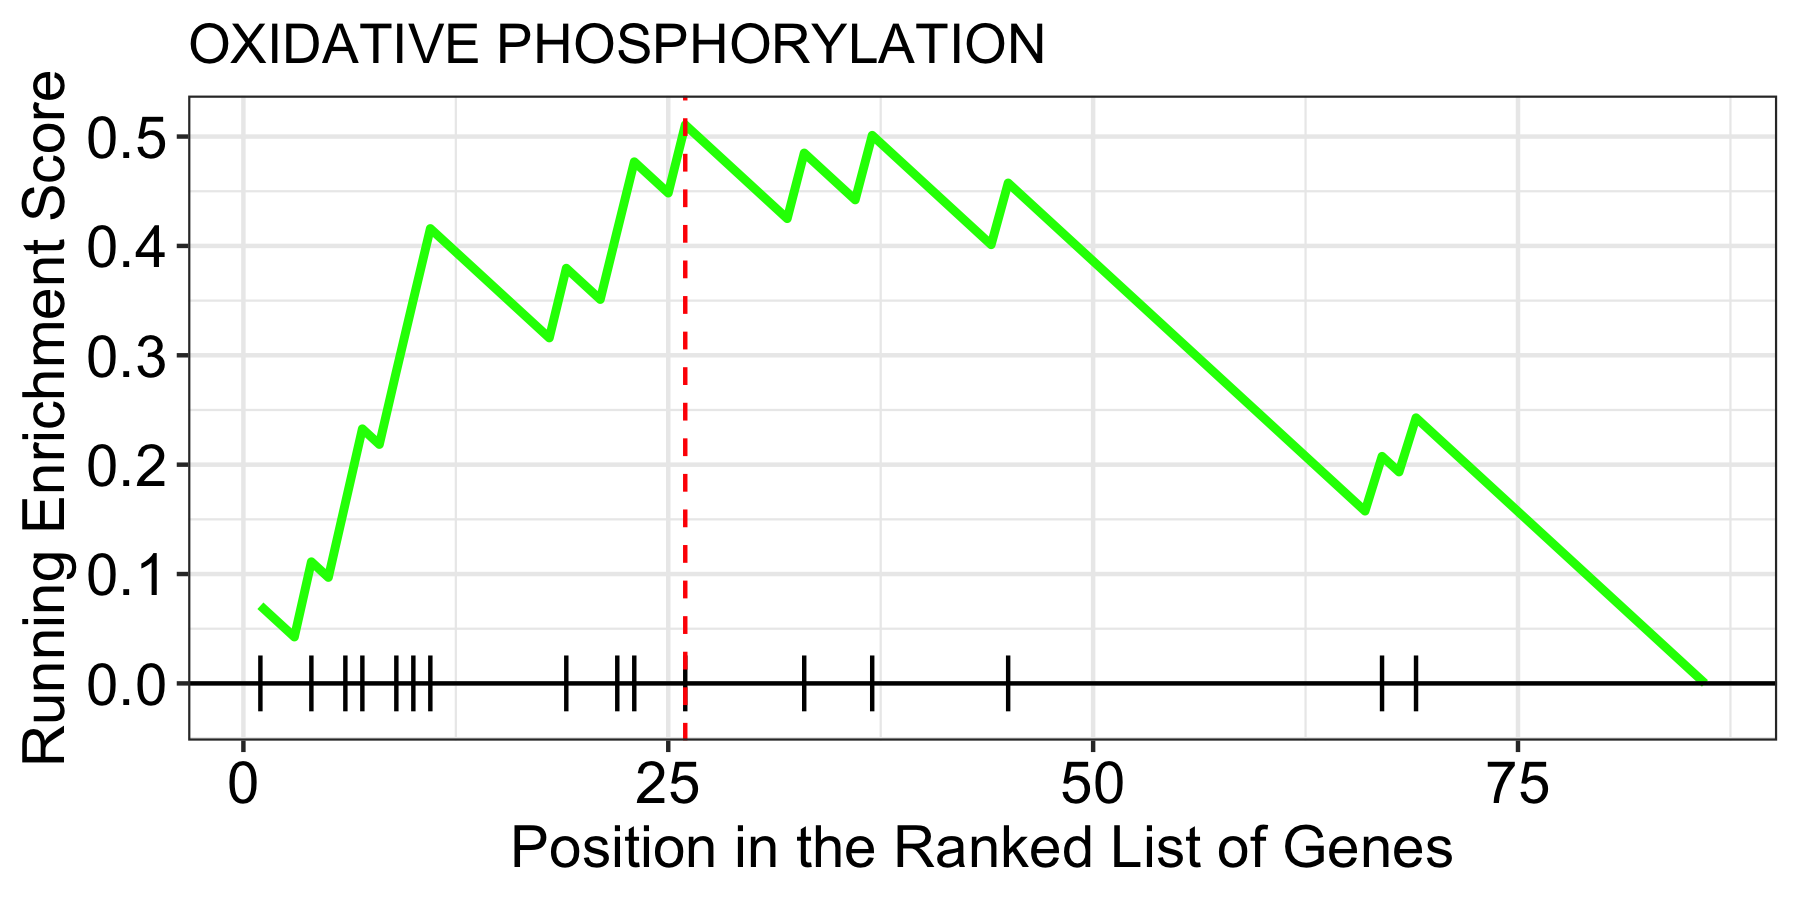 OXIDATIVE PHOSPHORYLATION
Running Enrichment Score
0.5
0.4
0.3
0.2
0.1
0.0
0 25 50 75
Position in the Ranked List of Genes